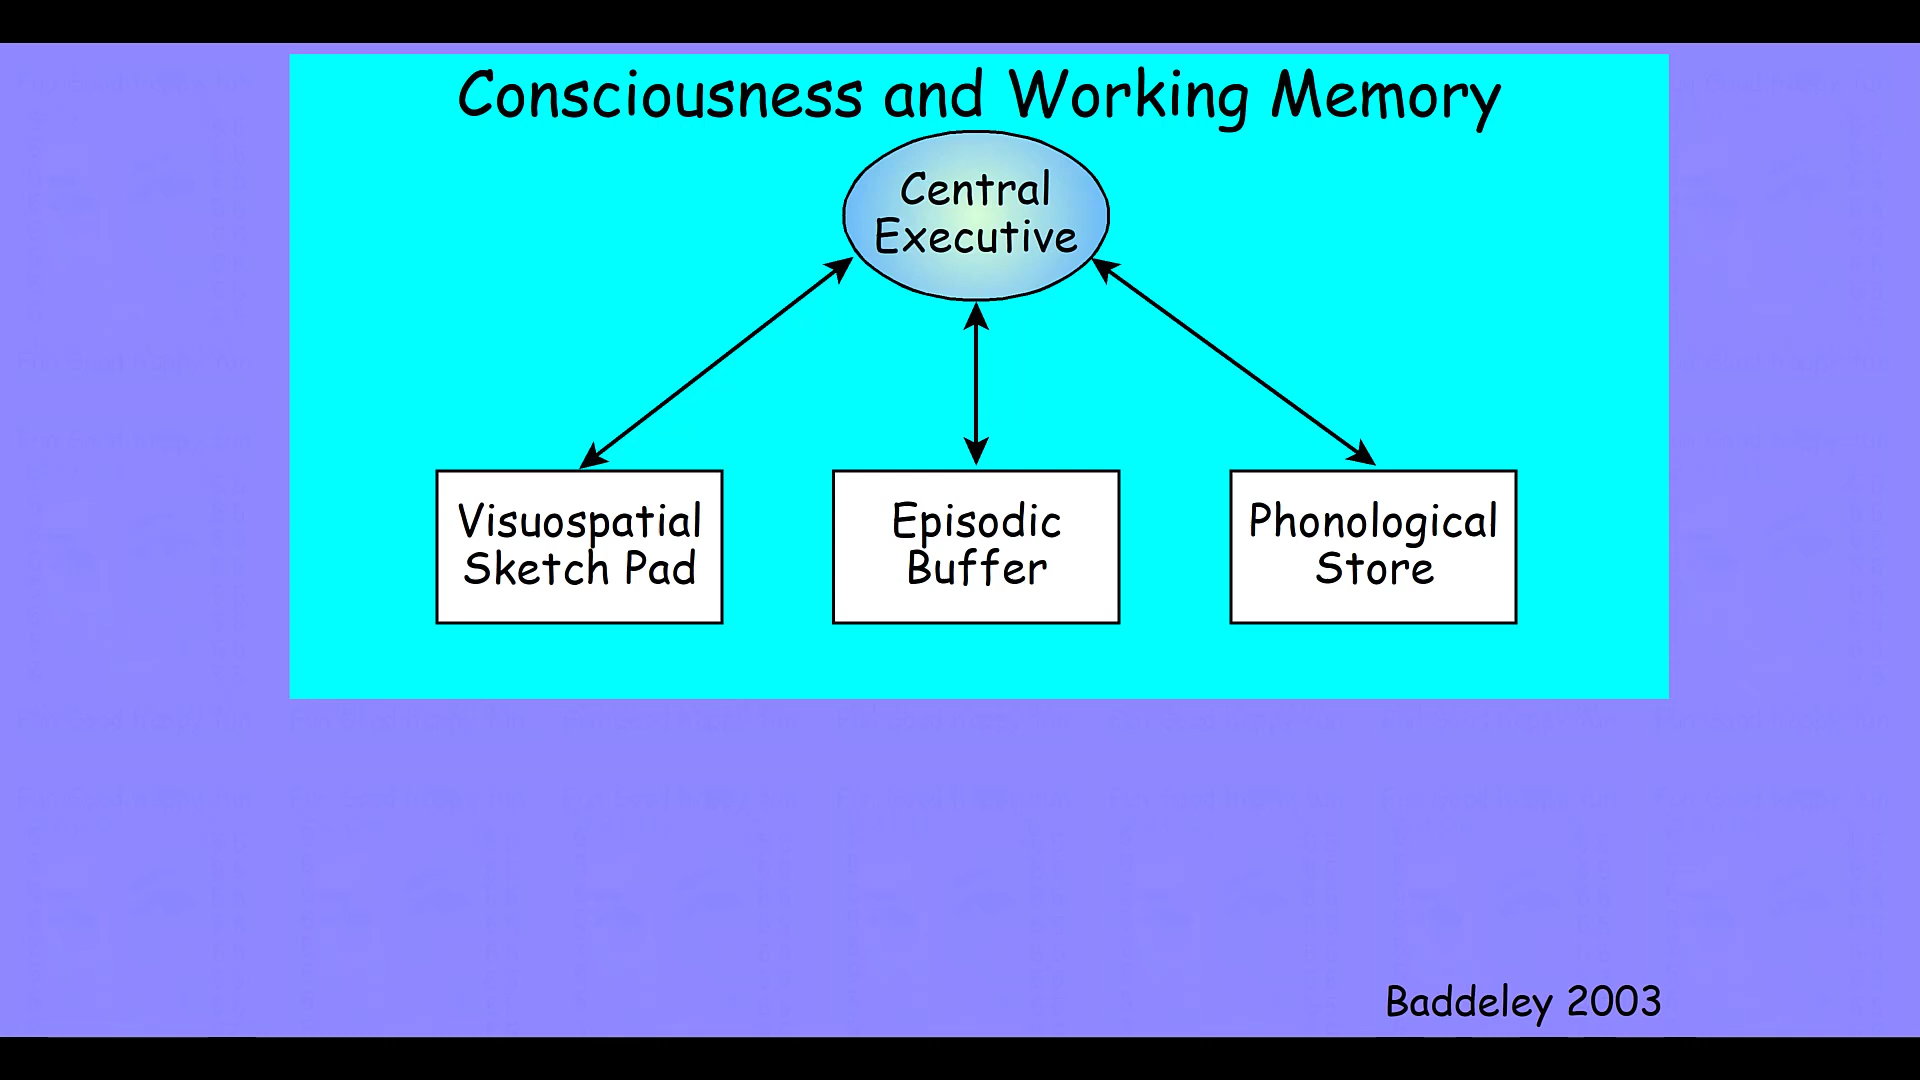 Consciousness and Working Memory
Central
Executive
Visuospatial
Sketch Pad
Episodic
Buffer
Phonological
Store
Baddeley 2003